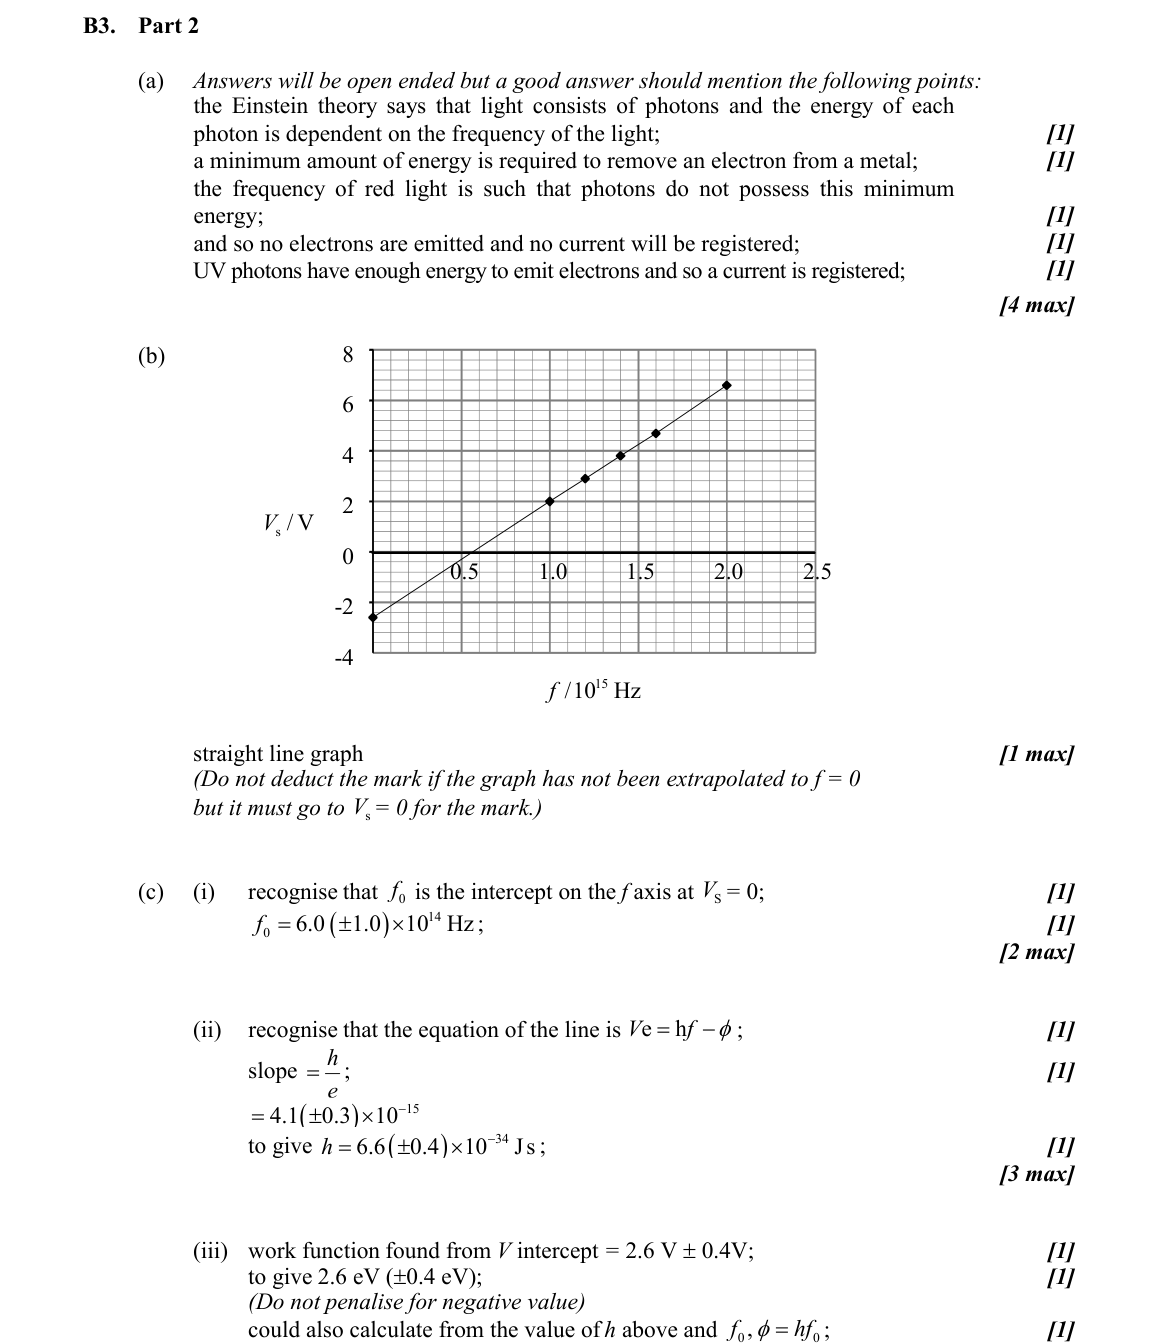 B3. Part 2
(a) Answers will be open ended but a good answer should mention the following points:
the Einstein theory says that light consists of photons and the energy of each
photon is dependent on the frequency of the light; [1]
a minimum amount of energy is required to remove an electron from a metal; [1]
the frequency of red light is such that photons do not possess this minimum
energy; [1]
and so no electrons are emitted and no current will be registered; [1]
UV photons have enough energy to emit electrons and so a current is registered; [1]
[4 max]
(b)
8
6
4
2
V_s / V
0
0.5 1.0 1.5 2.0 2.5
-2
-4
f / 10¹⁵ Hz
straight line graph [1 max]
(Do not deduct the mark if the graph has not been extrapolated to f = 0
but it must go to V_s = 0 for the mark.)
(c) (i) recognise that f₀ is the intercept on the f axis at V_s = 0; [1]
f₀ = 6.0 (±1.0)×10¹⁴ Hz; [1]
[2 max]
(ii) recognise that the equation of the line is Ve = hf − ϕ; [1]
slope = h/e; [1]
= 4.1(±0.3)×10⁻¹⁵
to give h = 6.6(±0.4)×10⁻³⁴ J s; [1]
[3 max]
(iii) work function found from V intercept = 2.6 V ± 0.4V; [1]
to give 2.6 eV (±0.4 eV); [1]
(Do not penalise for negative value)
could also calculate from the value of h above and f₀, ϕ = hf₀; [1]